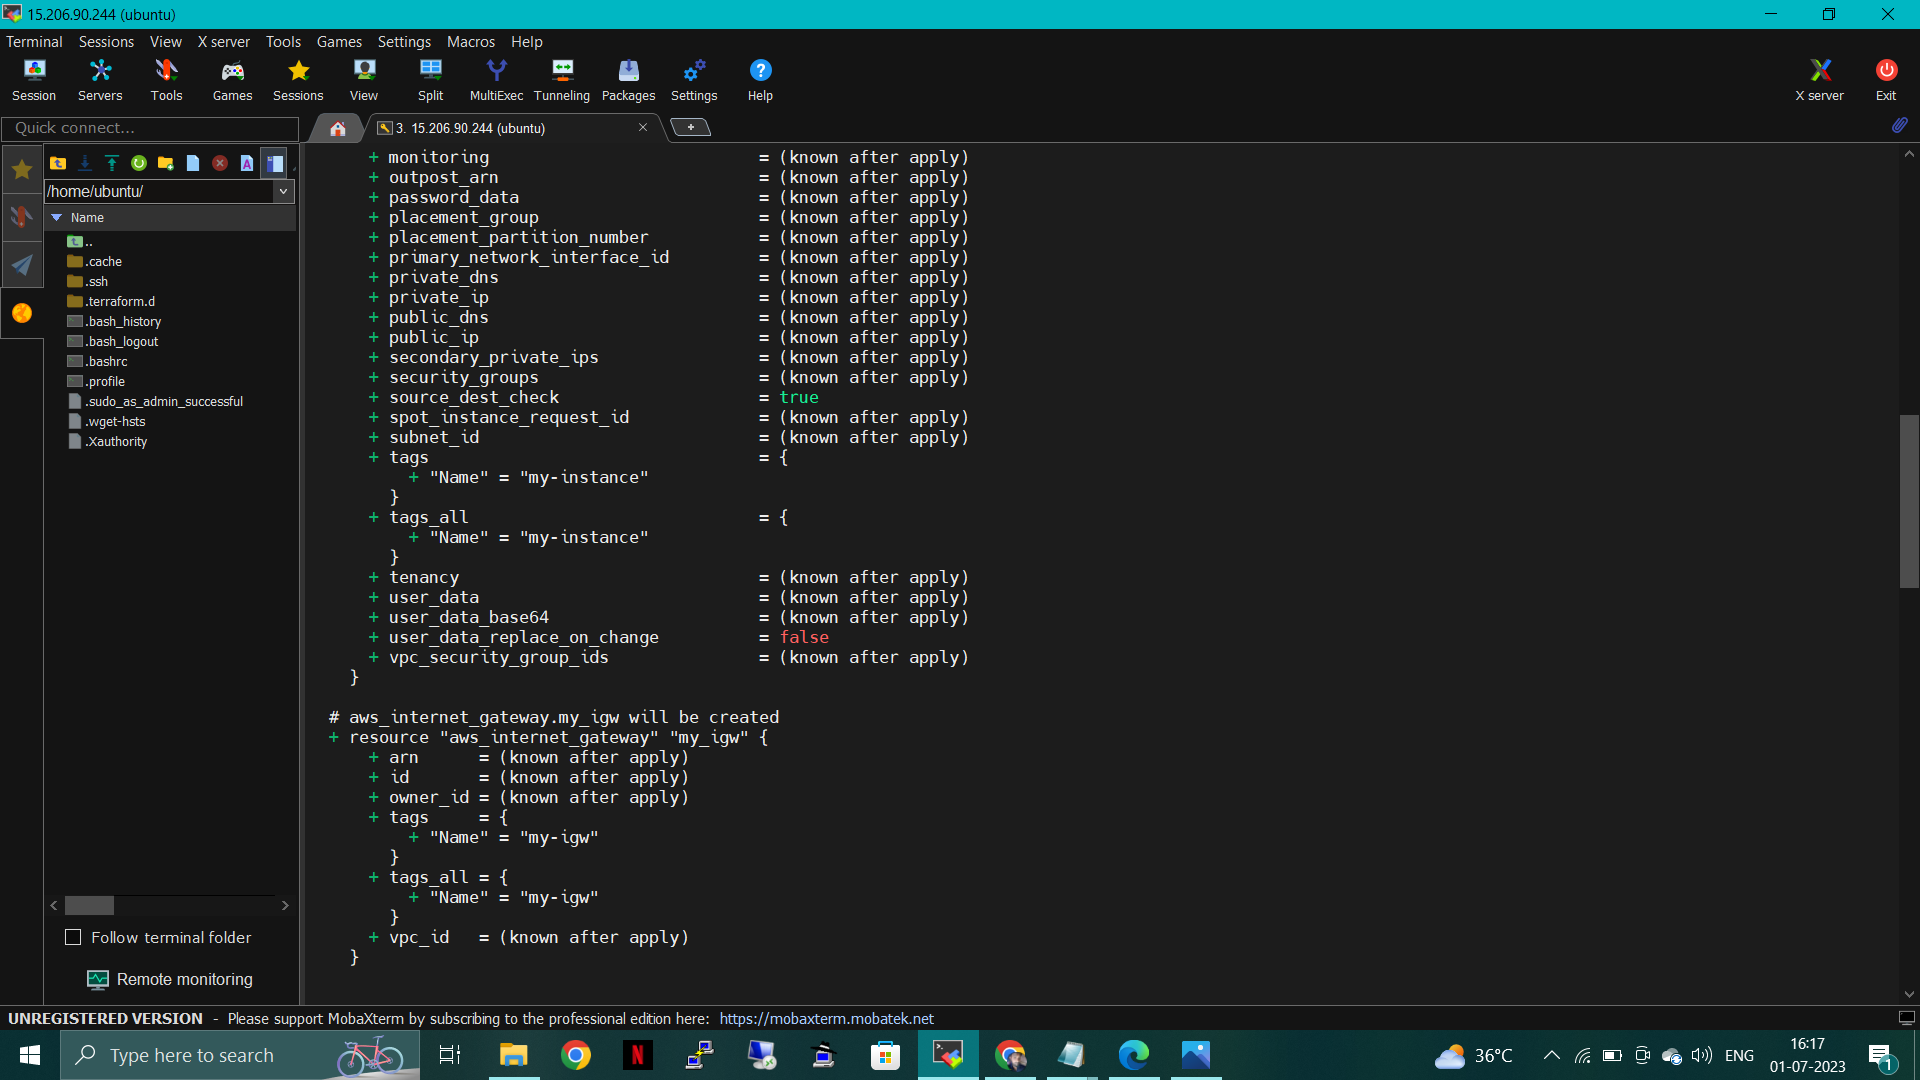 15.206.90.244 (ubuntu)
Terminal Sessions View X server Tools Games Settings Macros Help
Session Servers Tools Games Sessions View Split MultiExec Tunneling Packages Settings Help X server Exit
Quick connect...
3. 15.206.90.244 (ubuntu)
/home/ubuntu/
Name
..
.cache
.ssh
.terraform.d
.bash_history
.bash_logout
.bashrc
.profile
.sudo_as_admin_successful
.wget-hsts
.Xauthority
Follow terminal folder
Remote monitoring
+ monitoring = (known after apply)
+ outpost_arn = (known after apply)
+ password_data = (known after apply)
+ placement_group = (known after apply)
+ placement_partition_number = (known after apply)
+ primary_network_interface_id = (known after apply)
+ private_dns = (known after apply)
+ private_ip = (known after apply)
+ public_dns = (known after apply)
+ public_ip = (known after apply)
+ secondary_private_ips = (known after apply)
+ security_groups = (known after apply)
+ source_dest_check = true
+ spot_instance_request_id = (known after apply)
+ subnet_id = (known after apply)
+ tags = {
+ "Name" = "my-instance"
}
+ tags_all = {
+ "Name" = "my-instance"
}
+ tenancy = (known after apply)
+ user_data = (known after apply)
+ user_data_base64 = (known after apply)
+ user_data_replace_on_change = false
+ vpc_security_group_ids = (known after apply)
}
# aws_internet_gateway.my_igw will be created
+ resource "aws_internet_gateway" "my_igw" {
+ arn = (known after apply)
+ id = (known after apply)
+ owner_id = (known after apply)
+ tags = {
+ "Name" = "my-igw"
}
+ tags_all = {
+ "Name" = "my-igw"
}
+ vpc_id = (known after apply)
}
UNREGISTERED VERSION - Please support MobaXterm by subscribing to the professional edition here: https://mobaxterm.mobatek.net
Type here to search
36°C
ENG
16:17
01-07-2023
1